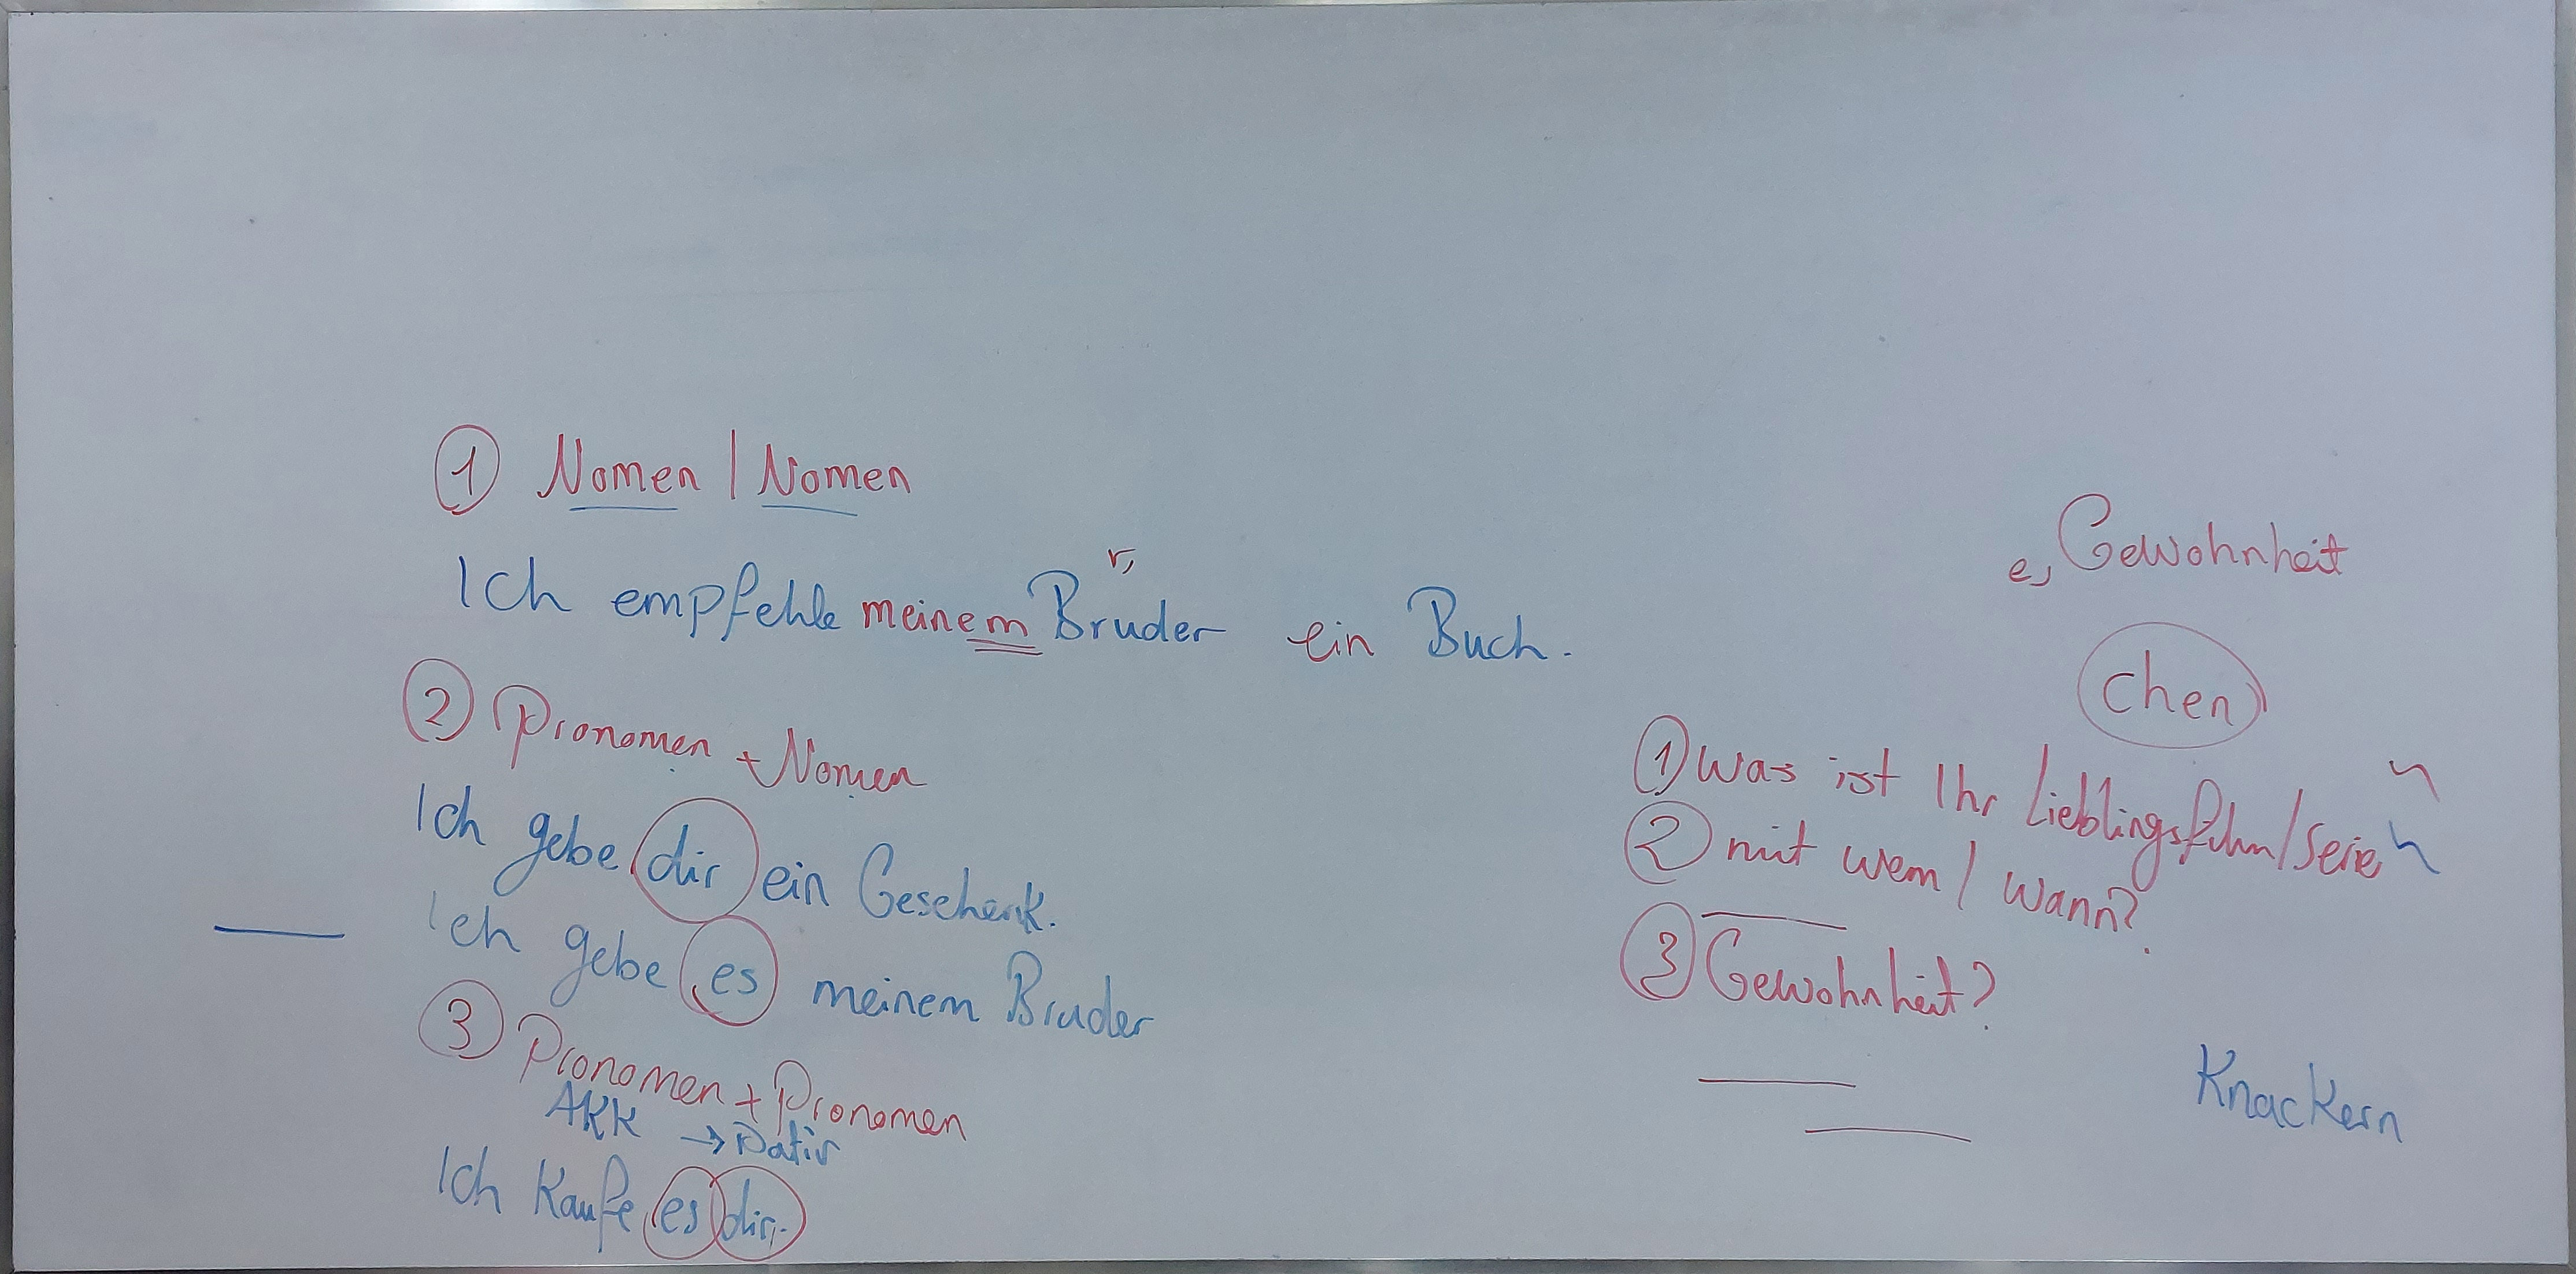 ① Nomen | Nomen
r,
Ich empfehle meinem Bruder ein Buch.
② Pronomen + Nomen
Ich gebe dir ein Geschenk.
Ich gebe es meinem Bruder
③ Pronomen + Pronomen
AKK → Dativ
Ich Kaufe es dir.
e, Gewohnheit
chen
① Was ist Ihr Lieblingsfilm/Serie
② mit wem / wann?
③ Gewohnheit?
Knackern